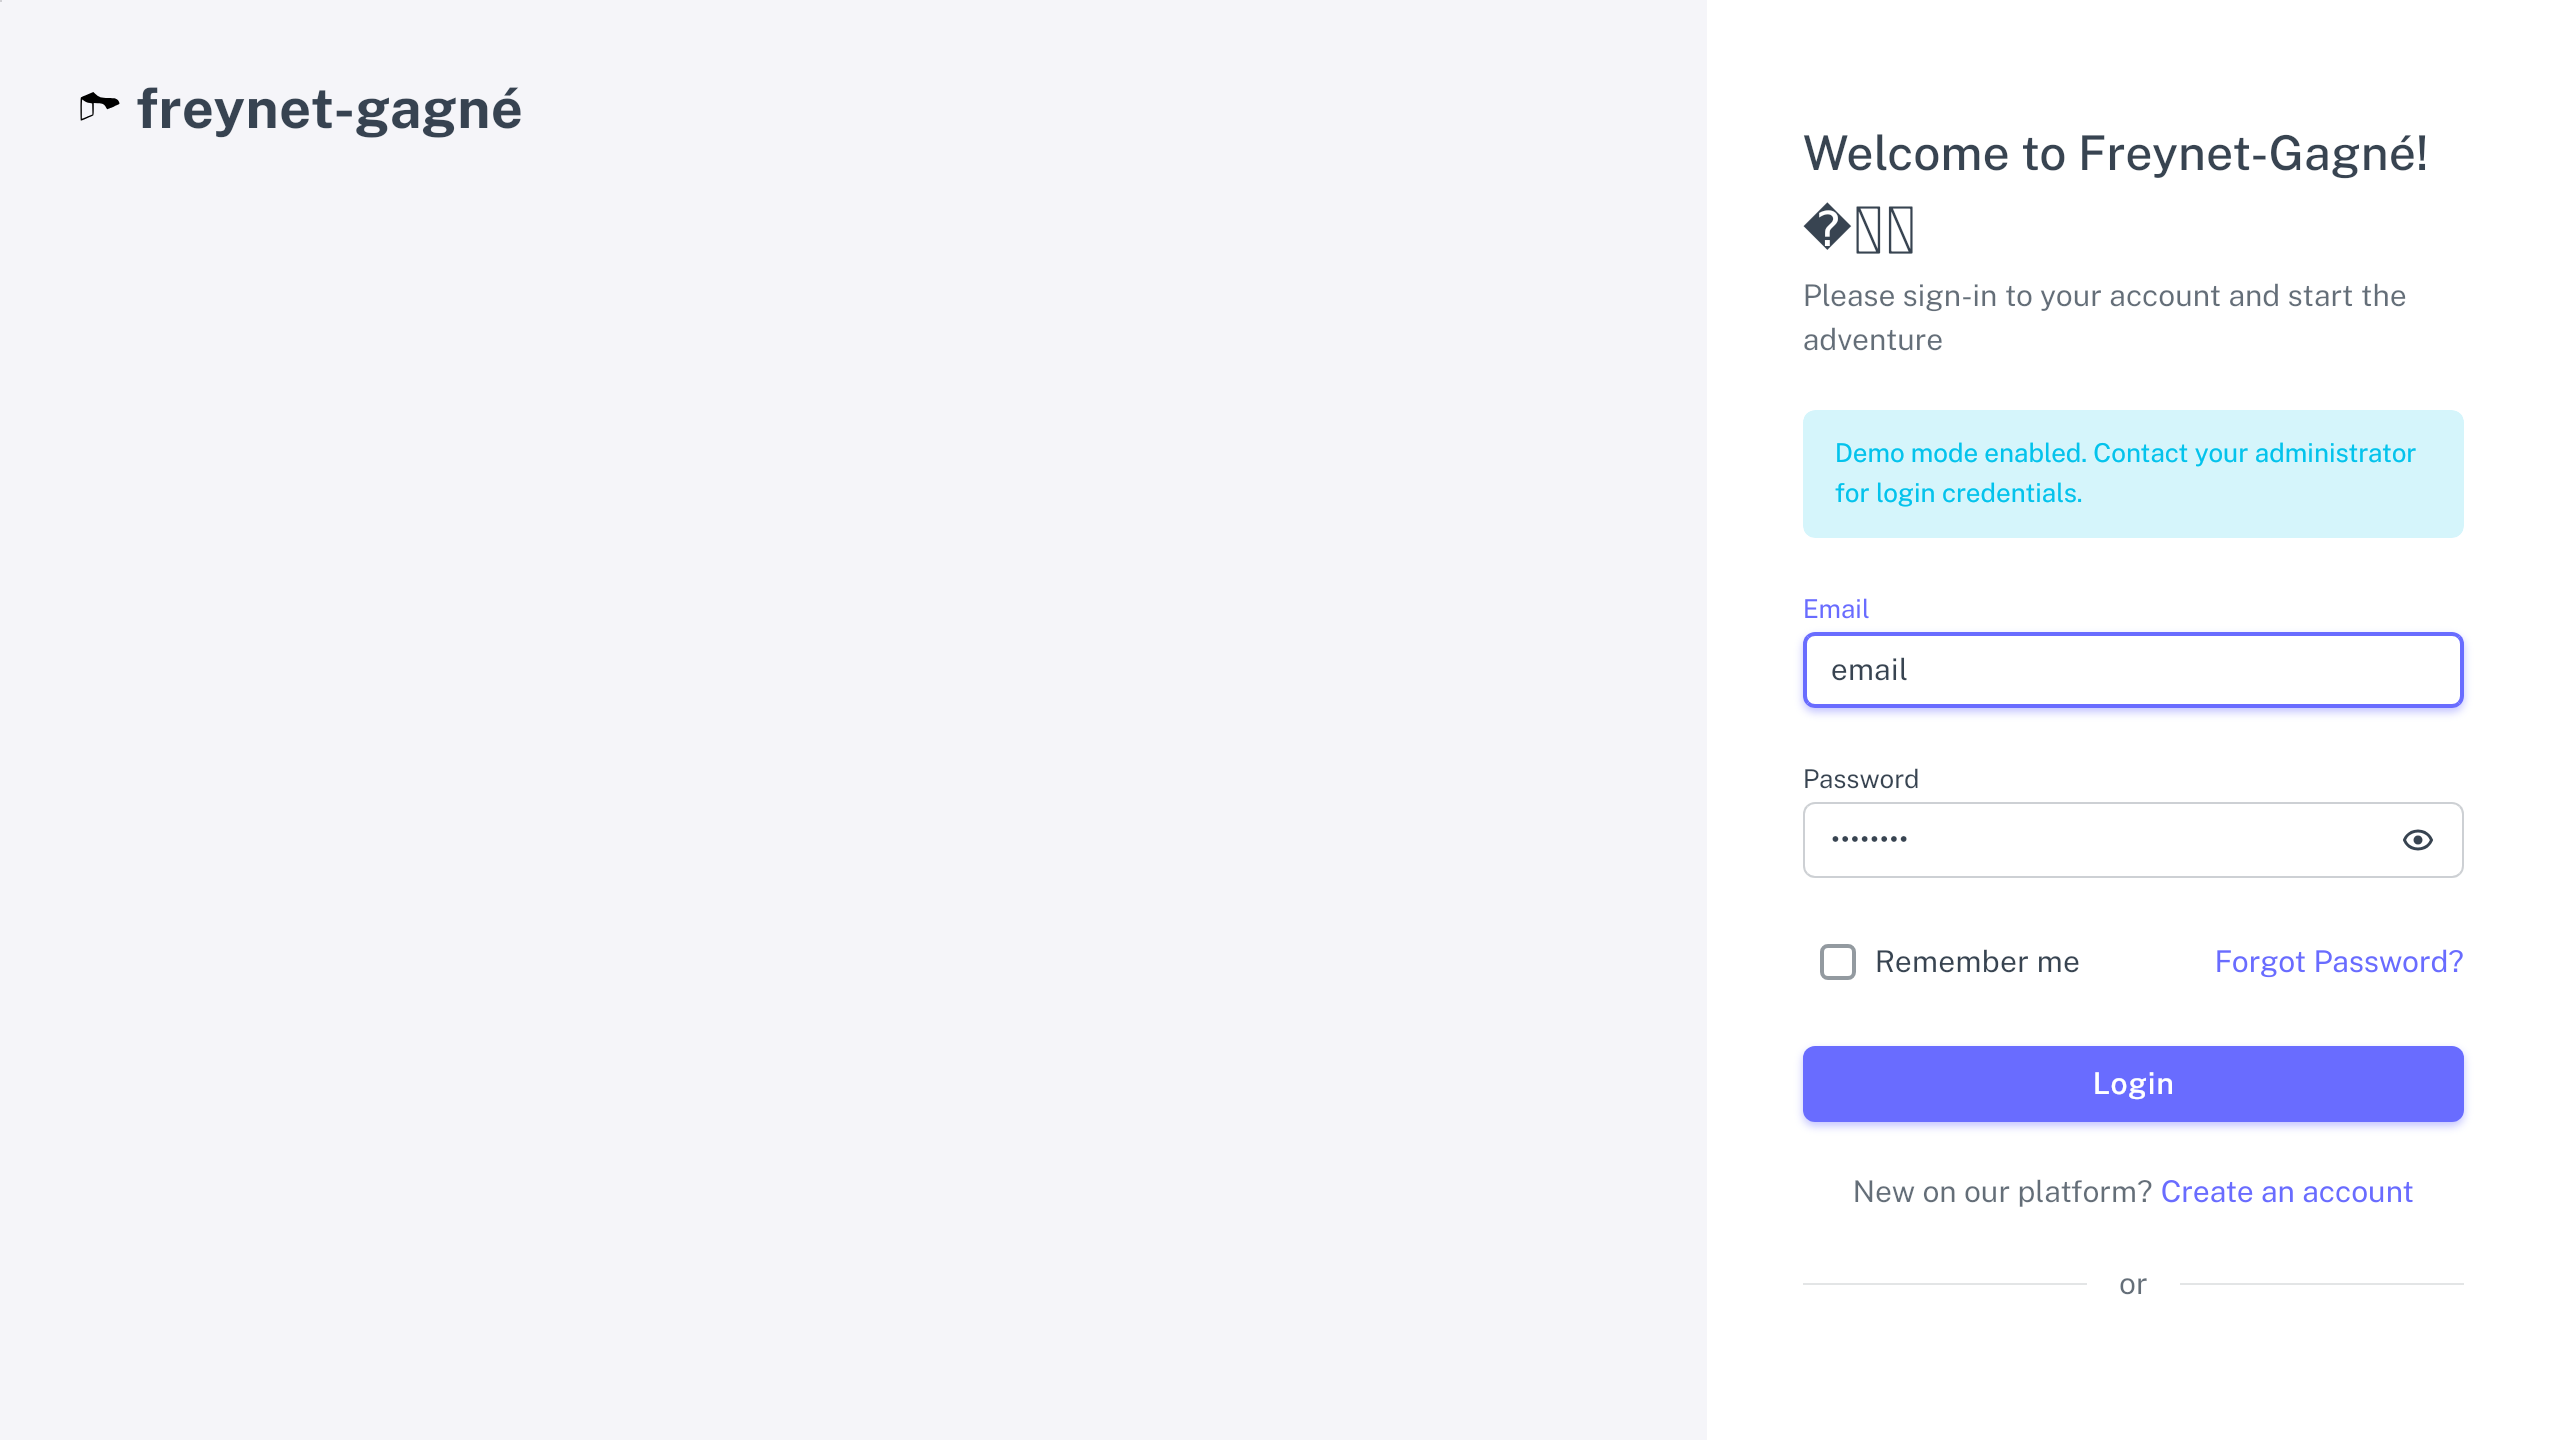 freynet-gagné
Welcome to Freynet-Gagné!
�
Please sign-in to your account and start the
adventure
Demo mode enabled. Contact your administrator
for login credentials.
Email
email
Password
••••••••
Remember me
Forgot Password?
Login
New on our platform? Create an account
or